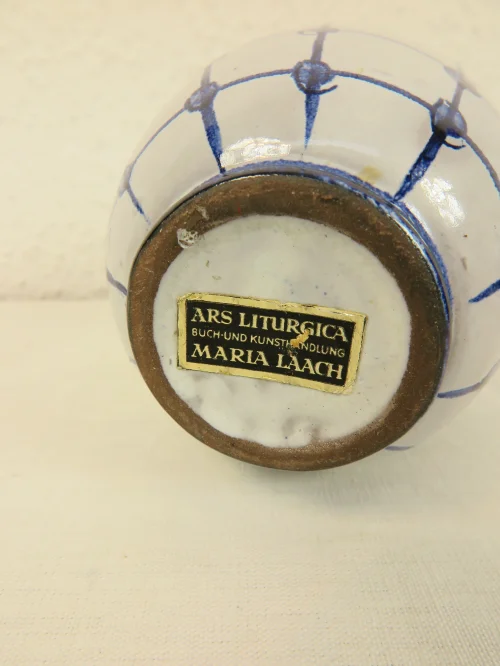 ARS LITURGICA
BUCH-UND KUNSTHANDLUNG
MARIA LAACH